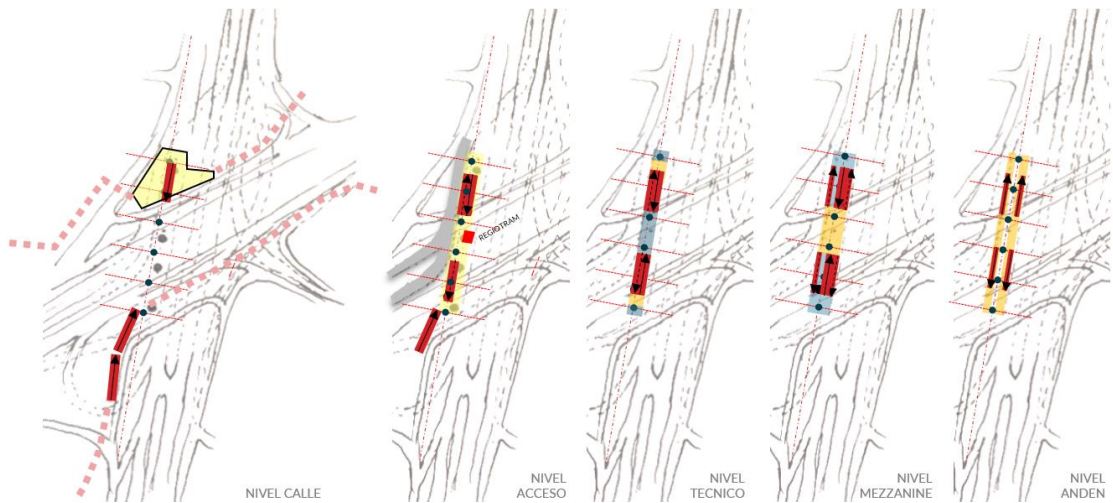 REGIOTRAM
NIVEL CALLE
NIVEL
ACCESO
NIVEL
TECNICO
NIVEL
MEZZANINE
NIVEL
ANDEN